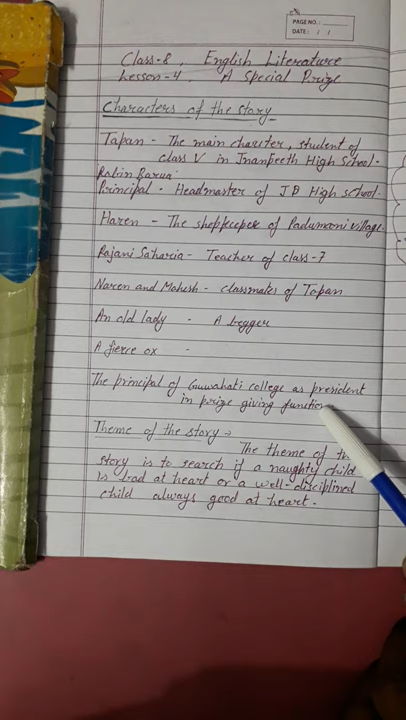 PAGE NO.:
DATE: / /
Class-8, English Literature
Lesson-4. A Special Prize
Characters of the story
Tapan - The main chariter, student of
class V in Jnanpeeth High School.
Robin Barua
Principal - Headmaster of J.B High school.
Haren - The shopkeeper of Padumoni village.
Rajani Saharia - Teacher of class-7
Naren and Mohesh - classmates of Topan
An old lady - A begger
A fierce ox -
The principal of Guwahati college as president
in prize giving function
Theme of the story →
The theme of th
story is to search if a naughty child
is bad at heart or a well-disciplined
child always good at heart.